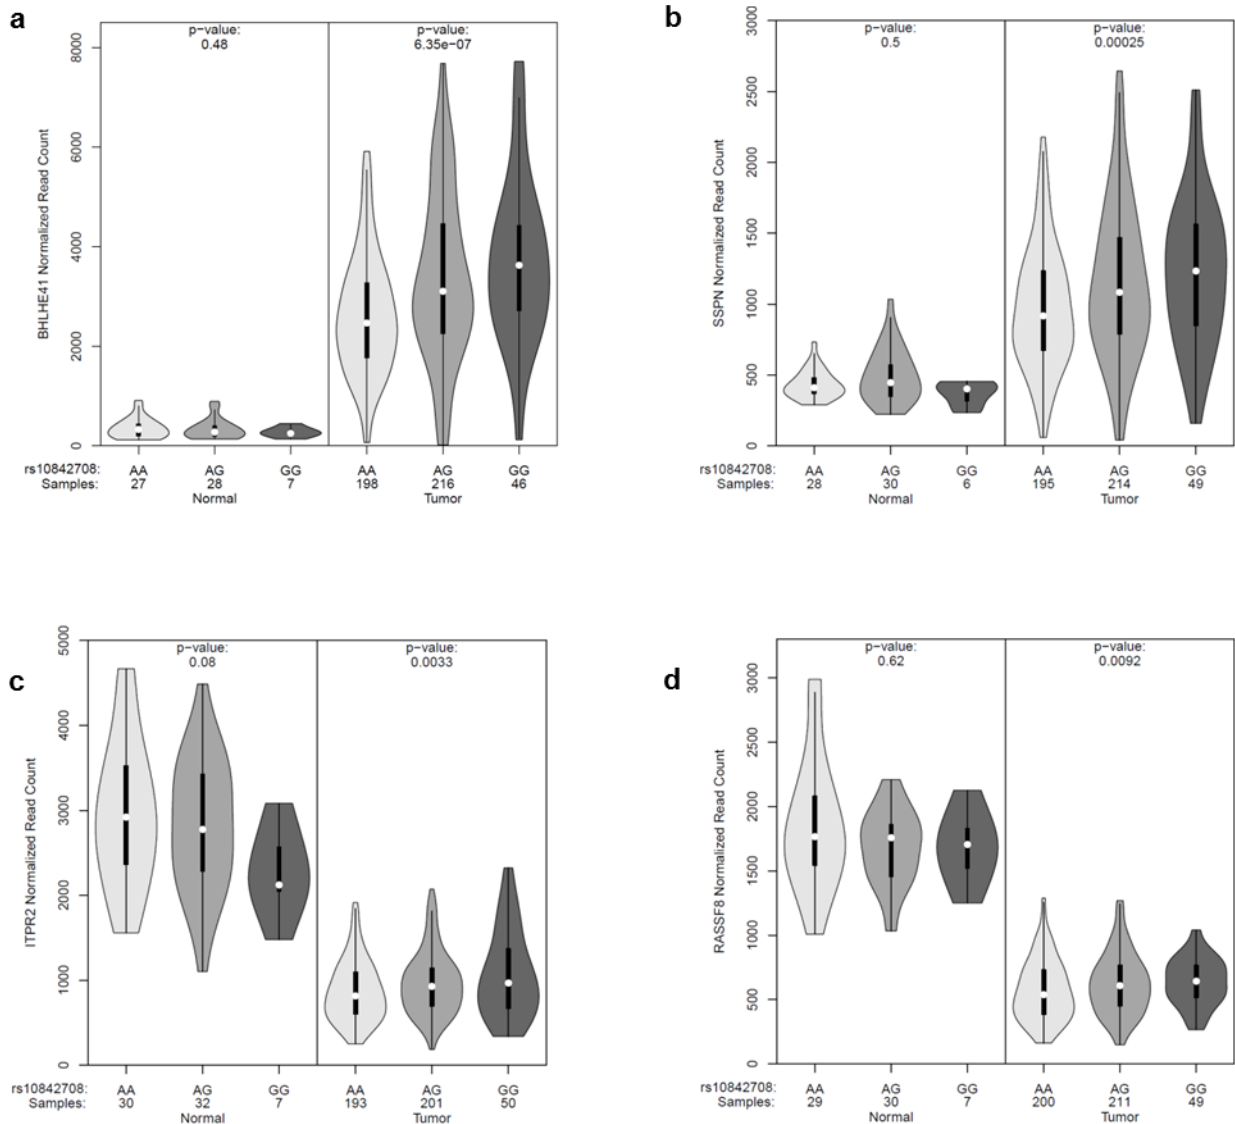 a
p-value: p-value:
0.48 6.35e-07
BHLHE41 Normalized Read Count
8000
6000
4000
2000
0
rs10842708: AA AG GG AA AG GG
Samples: 27 28 7 198 216 46
Normal Tumor
b
p-value: p-value:
0.5 0.00025
SSPN Normalized Read Count
3000
2500
2000
1500
1000
500
0
rs10842708: AA AG GG AA AG GG
Samples: 28 30 6 195 214 49
Normal Tumor
c
p-value: p-value:
0.08 0.0033
ITPR2 Normalized Read Count
5000
4000
3000
2000
1000
0
rs10842708: AA AG GG AA AG GG
Samples: 30 32 7 193 201 50
Normal Tumor
d
p-value: p-value:
0.62 0.0092
RASSF8 Normalized Read Count
3000
2500
2000
1500
1000
500
0
rs10842708: AA AG GG AA AG GG
Samples: 29 30 7 200 211 49
Normal Tumor